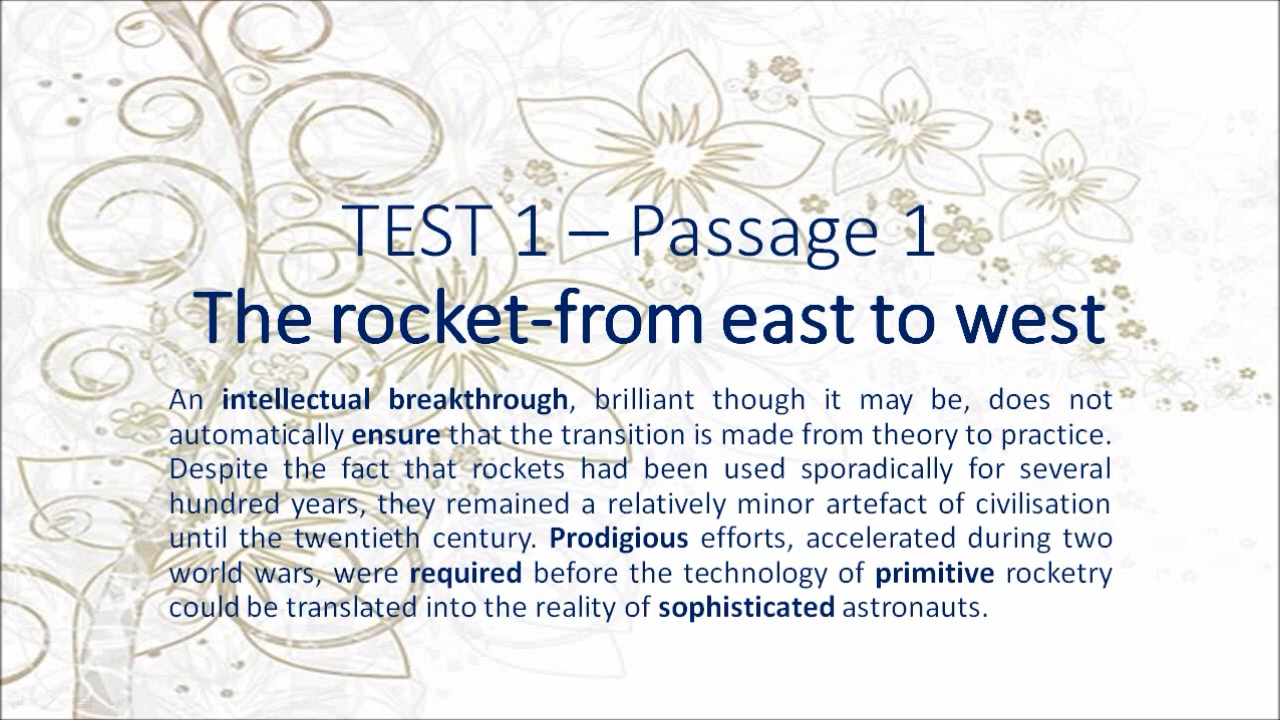 TEST 1 – Passage 1
The rocket-from east to west
An intellectual breakthrough, brilliant though it may be, does not
automatically ensure that the transition is made from theory to practice.
Despite the fact that rockets had been used sporadically for several
hundred years, they remained a relatively minor artefact of civilisation
until the twentieth century. Prodigious efforts, accelerated during two
world wars, were required before the technology of primitive rocketry
could be translated into the reality of sophisticated astronauts.